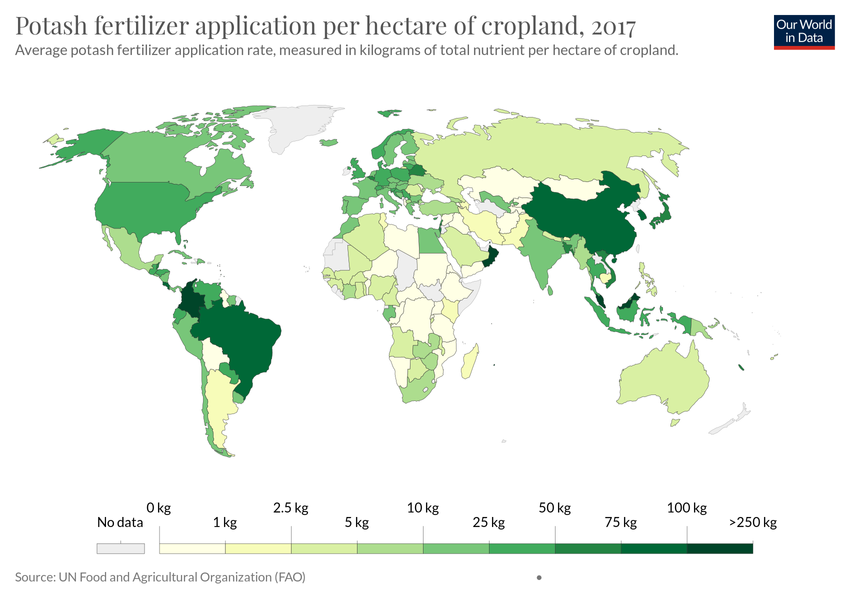 Potash fertilizer application per hectare of cropland, 2017
Our World
in Data
Average potash fertilizer application rate, measured in kilograms of total nutrient per hectare of cropland.
0 kg 2.5 kg 10 kg 50 kg 100 kg
No data 1 kg 5 kg 25 kg 75 kg >250 kg
Source: UN Food and Agricultural Organization (FAO)